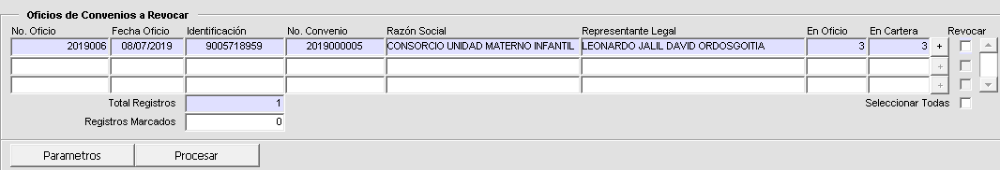 Oficios de Convenios a Revocar
No. Oficio Fecha Oficio Identificación No. Convenio Razón Social Representante Legal En Oficio En Cartera Revocar
2019006 08/07/2019 9005718959 2019000005 CONSORCIO UNIDAD MATERNO INFANTIL LEONARDO JALIL DAVID ORDOSGOITIA 3 3 +
+
+
Total Registros 1 Seleccionar Todas
Registros Marcados 0
Parametros Procesar